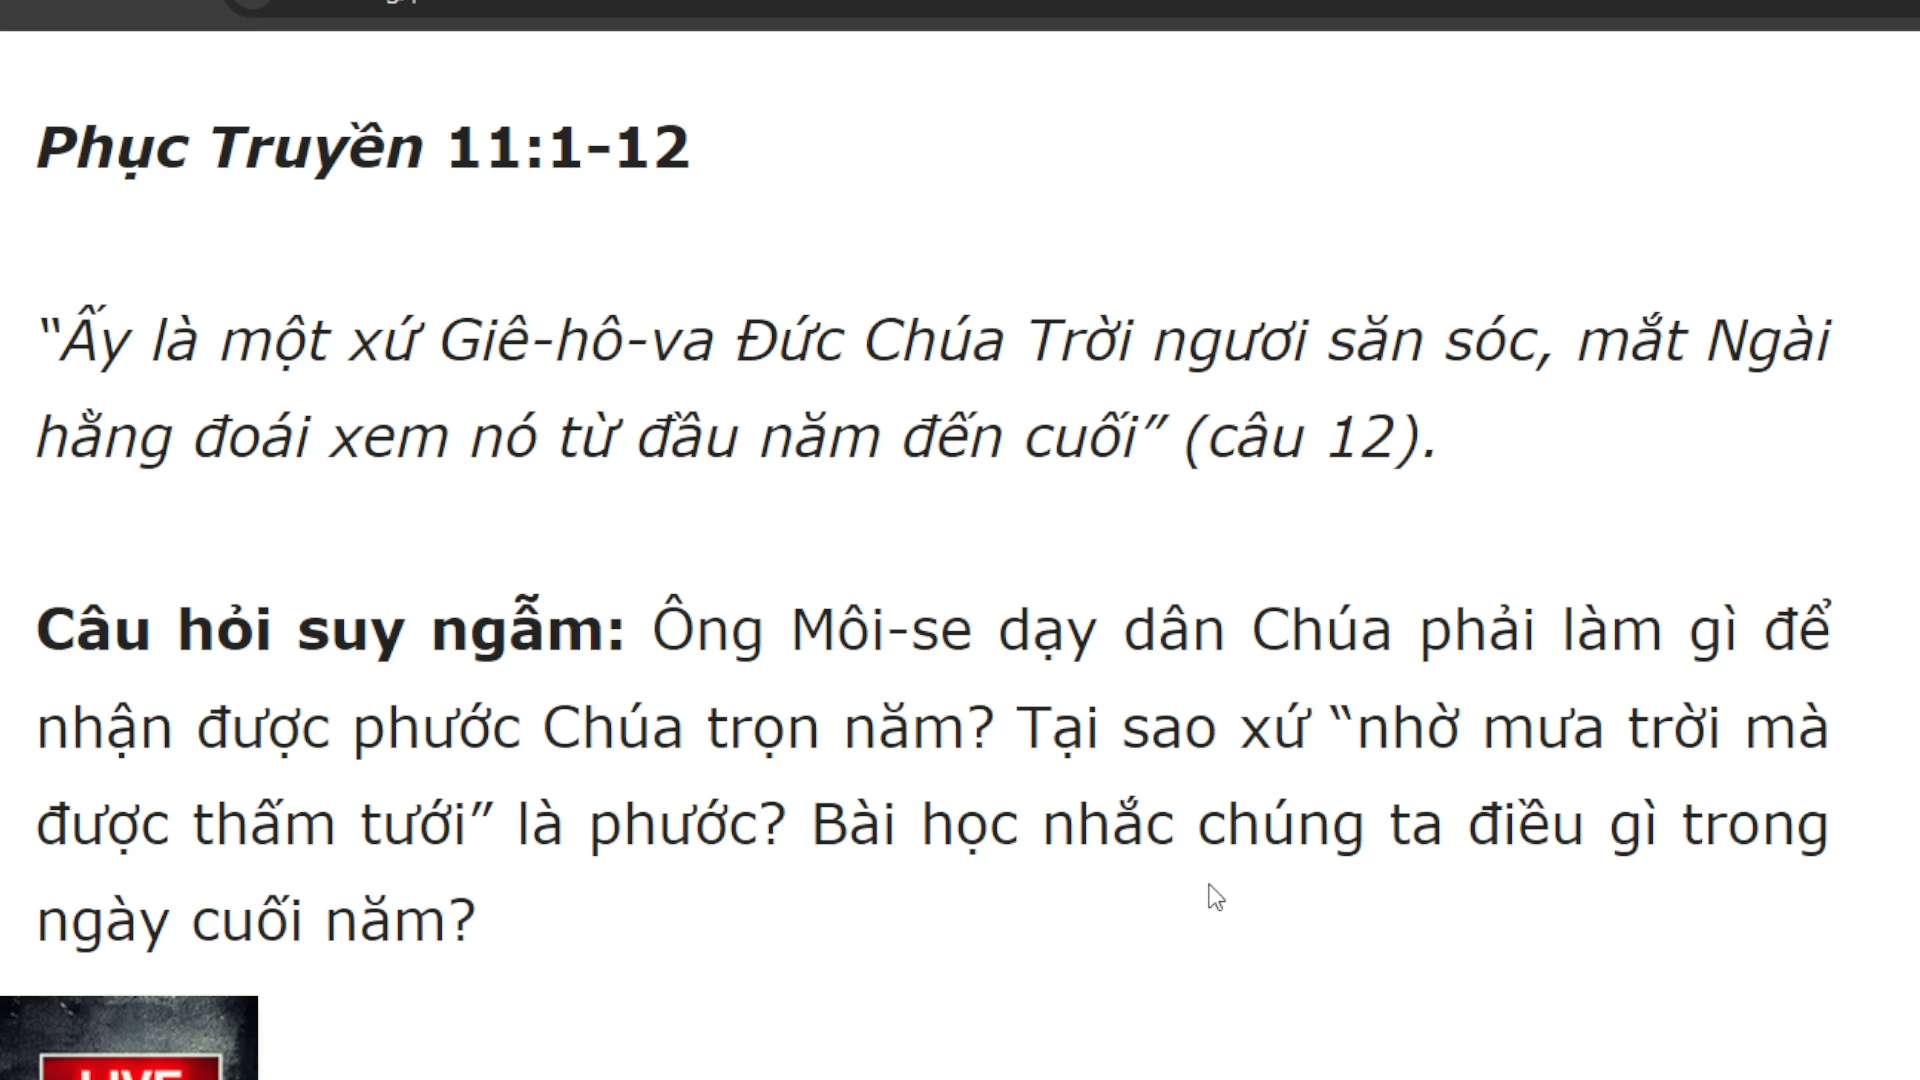 Phục Truyền 11:1-12
“Ấy là một xứ Giê-hô-va Đức Chúa Trời ngươi săn sóc, mắt Ngài
hằng đoái xem nó từ đầu năm đến cuối” (câu 12).
Câu hỏi suy ngẫm: Ông Môi-se dạy dân Chúa phải làm gì để
nhận được phước Chúa trọn năm? Tại sao xứ “nhờ mưa trời mà
được thấm tưới” là phước? Bài học nhắc chúng ta điều gì trong
ngày cuối năm?
LIVE